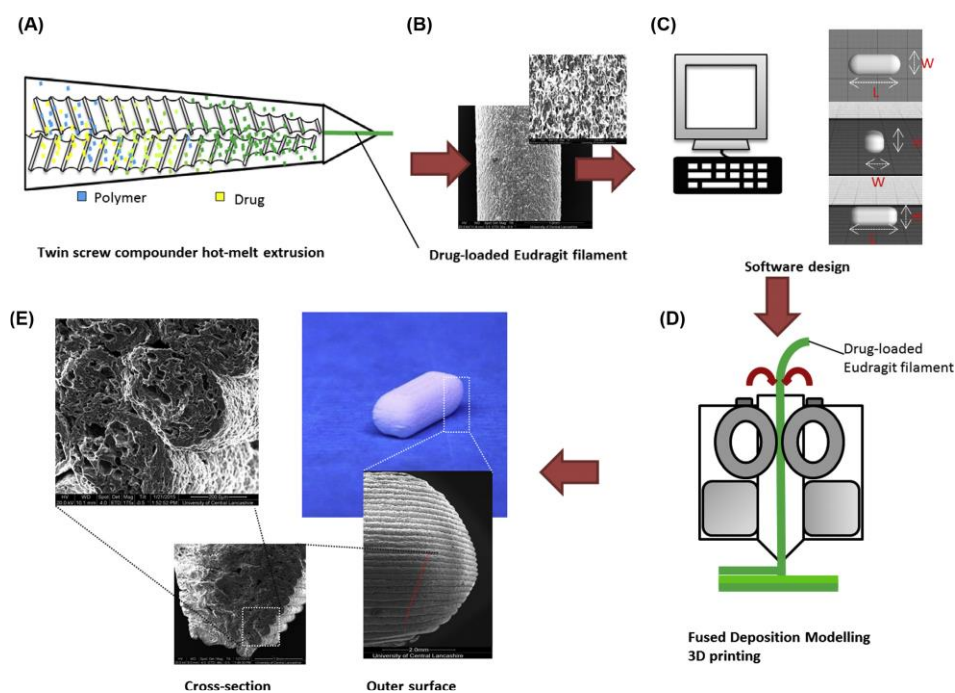 (A)
Polymer
Drug
Twin screw compounder hot-melt extrusion
(B)
Drug-loaded Eudragit filament
(C)
W
L
W
Software design
(D)
Drug-loaded
Eudragit filament
Fused Deposition Modelling
3D printing
(E)
University of Central Lancashire
Cross-section
2.0mm
University of Central Lancashire
Outer surface